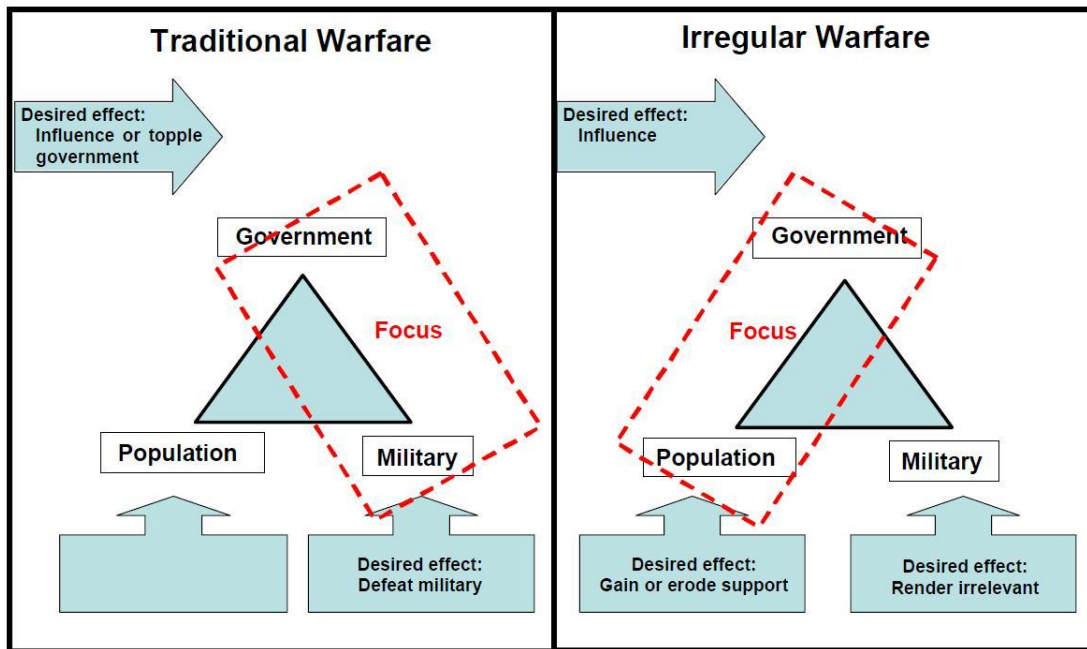 Traditional Warfare
Desired effect:
Influence or topple
government
Government
Focus
Population
Military
Desired effect:
Defeat military
Irregular Warfare
Desired effect:
Influence
Government
Focus
Population
Military
Desired effect:
Gain or erode support
Desired effect:
Render irrelevant